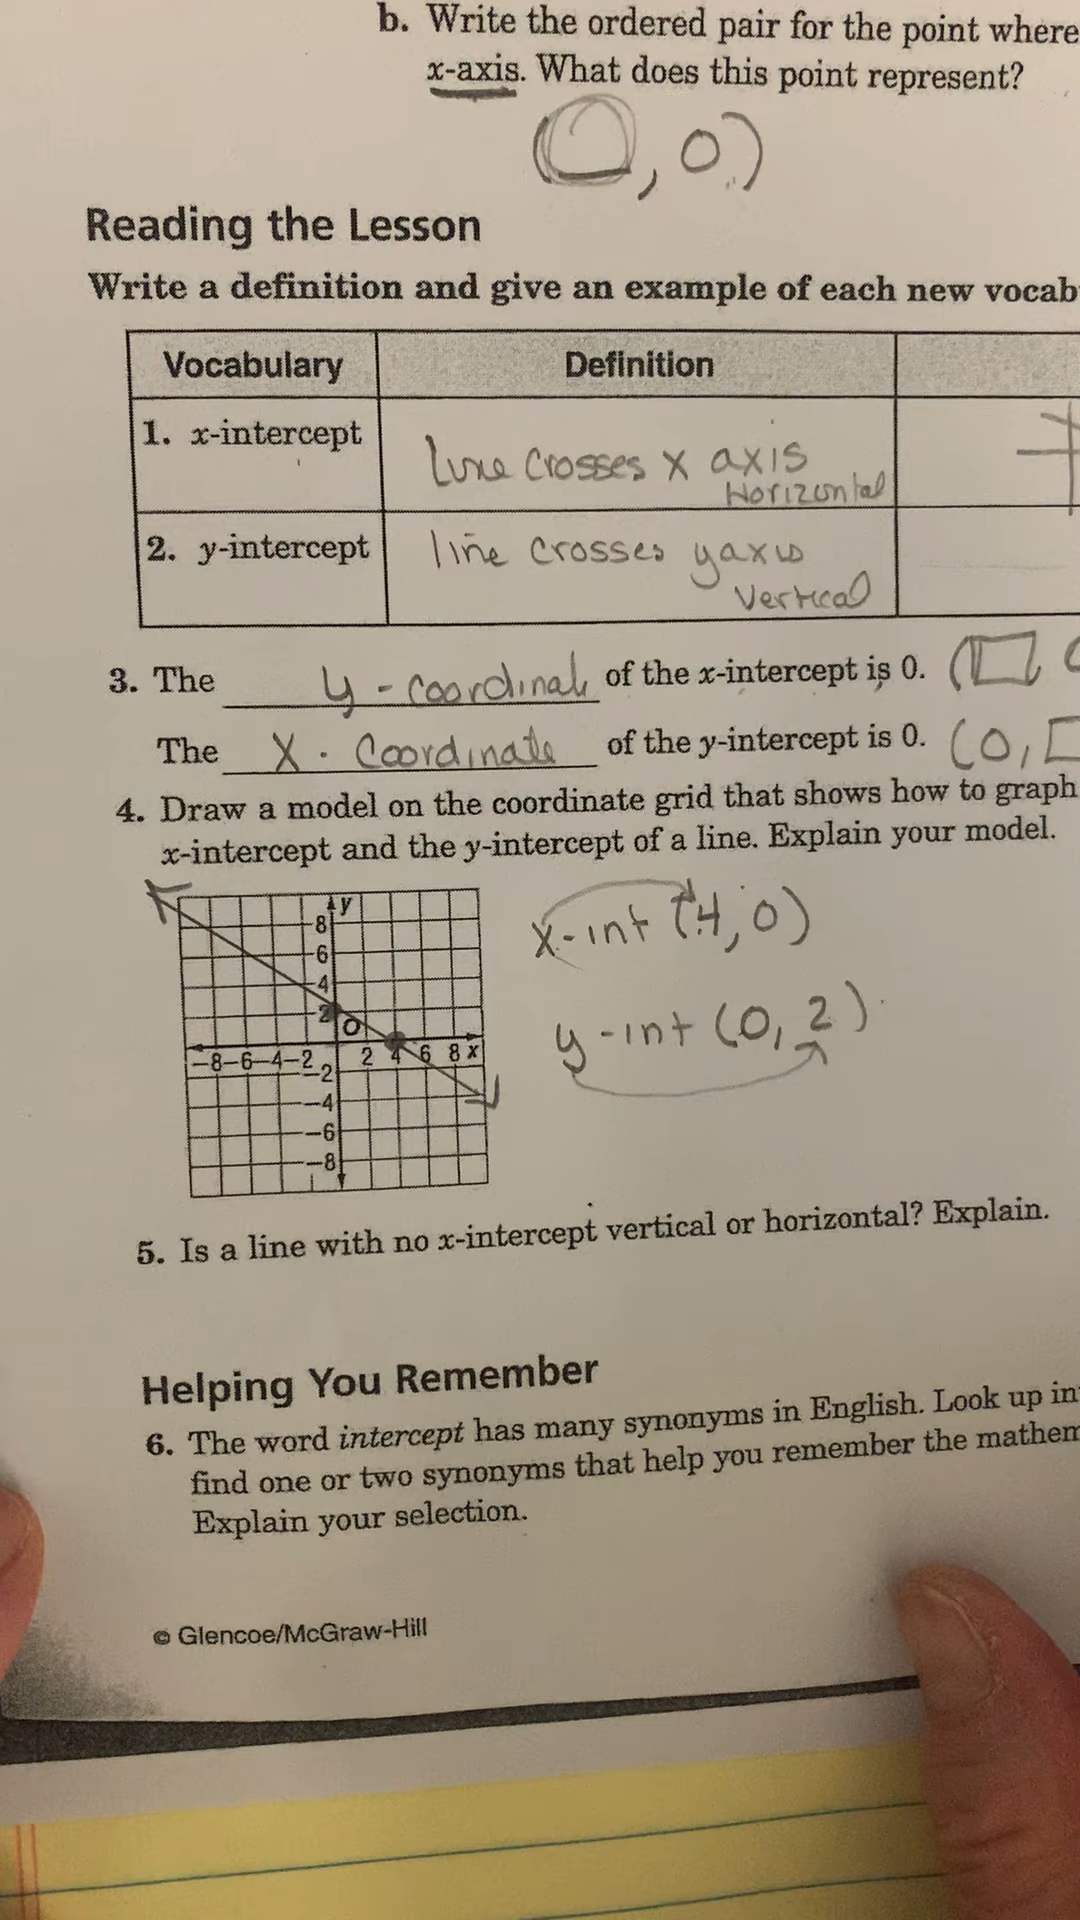 b. Write the ordered pair for the point where
x-axis. What does this point represent?
( , 0)
Reading the Lesson
Write a definition and give an example of each new vocab
Vocabulary Definition
1. x-intercept
line crosses x axis
Horizontal
2. y-intercept
line crosses y axis
Vertical
3. The y-coordinate of the x-intercept is 0. (
The x-coordinate of the y-intercept is 0. (0,
4. Draw a model on the coordinate grid that shows how to graph
x-intercept and the y-intercept of a line. Explain your model.
x-int (4, 0)
y-int (0, 2)
y
8
6
4
2
O
-8 -6 -4 -2 2 4 6 8 x
-2
-4
-6
-8
5. Is a line with no x-intercept vertical or horizontal? Explain.
Helping You Remember
6. The word intercept has many synonyms in English. Look up in
find one or two synonyms that help you remember the mathem
Explain your selection.
© Glencoe/McGraw-Hill